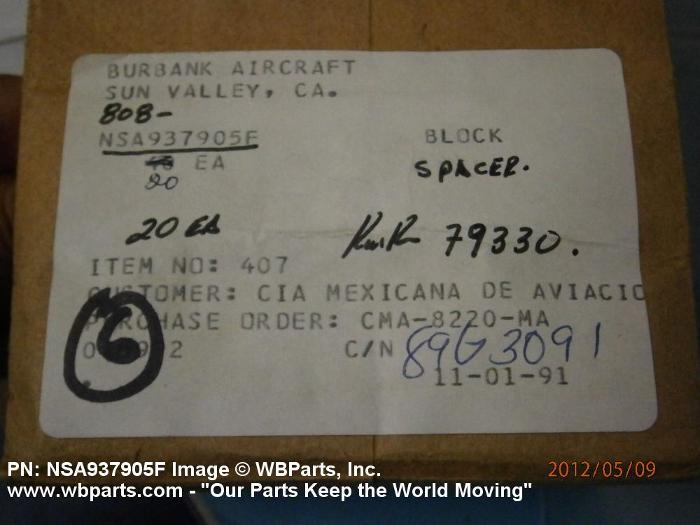 BURBANK AIRCRAFT
SUN VALLEY, CA.
808-
NSA937905F BLOCK
EA SPACER.
20
20 EA 79330.
ITEM NO: 407
CUSTOMER: CIA MEXICANA DE AVIACIO
PURCHASE ORDER: CMA-8220-MA
C/N 89G3091
11-01-91
PN: NSA937905F Image © WBParts, Inc. 2012/05/09
www.wbparts.com - "Our Parts Keep the World Moving"